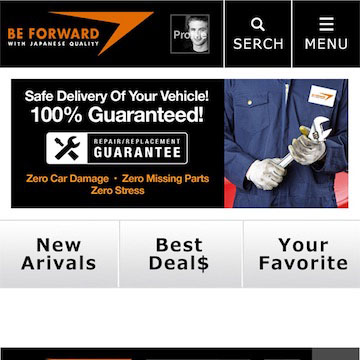 BE FORWARD
WITH JAPANESE QUALITY
Profile
SERCH
MENU
Safe Delivery Of Your Vehicle!
100% Guaranteed!
REPAIR/REPLACEMENT
GUARANTEE
Zero Car Damage · Zero Missing Parts
Zero Stress
New
Arivals
Best
Deal$
Your
Favorite